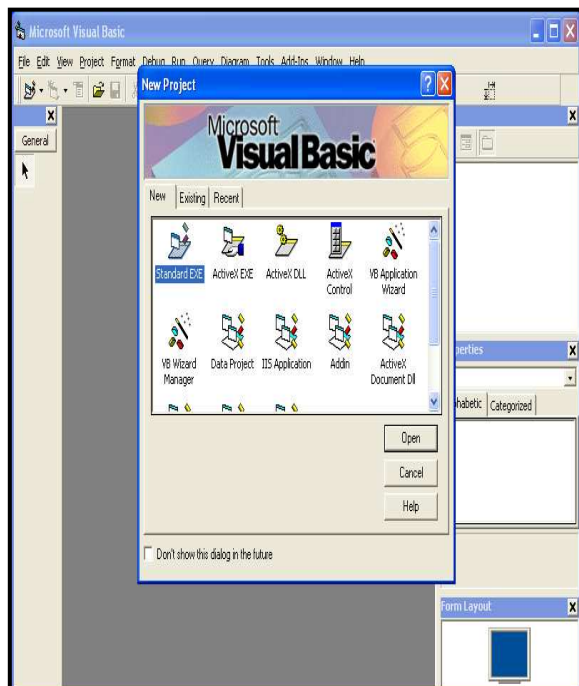 Microsoft Visual Basic
File Edit View Project Format Debug Run Query Diagram Tools Add-Ins Window Help
New Project
General
Microsoft
Visual Basic
New Existing Recent
Standard EXE ActiveX EXE ActiveX DLL ActiveX Control VB Application Wizard
VB Wizard Manager Data Project IIS Application Addin ActiveX Document Dll
perties
habetic Categorized
Open
Cancel
Help
Don't show this dialog in the future
Form Layout